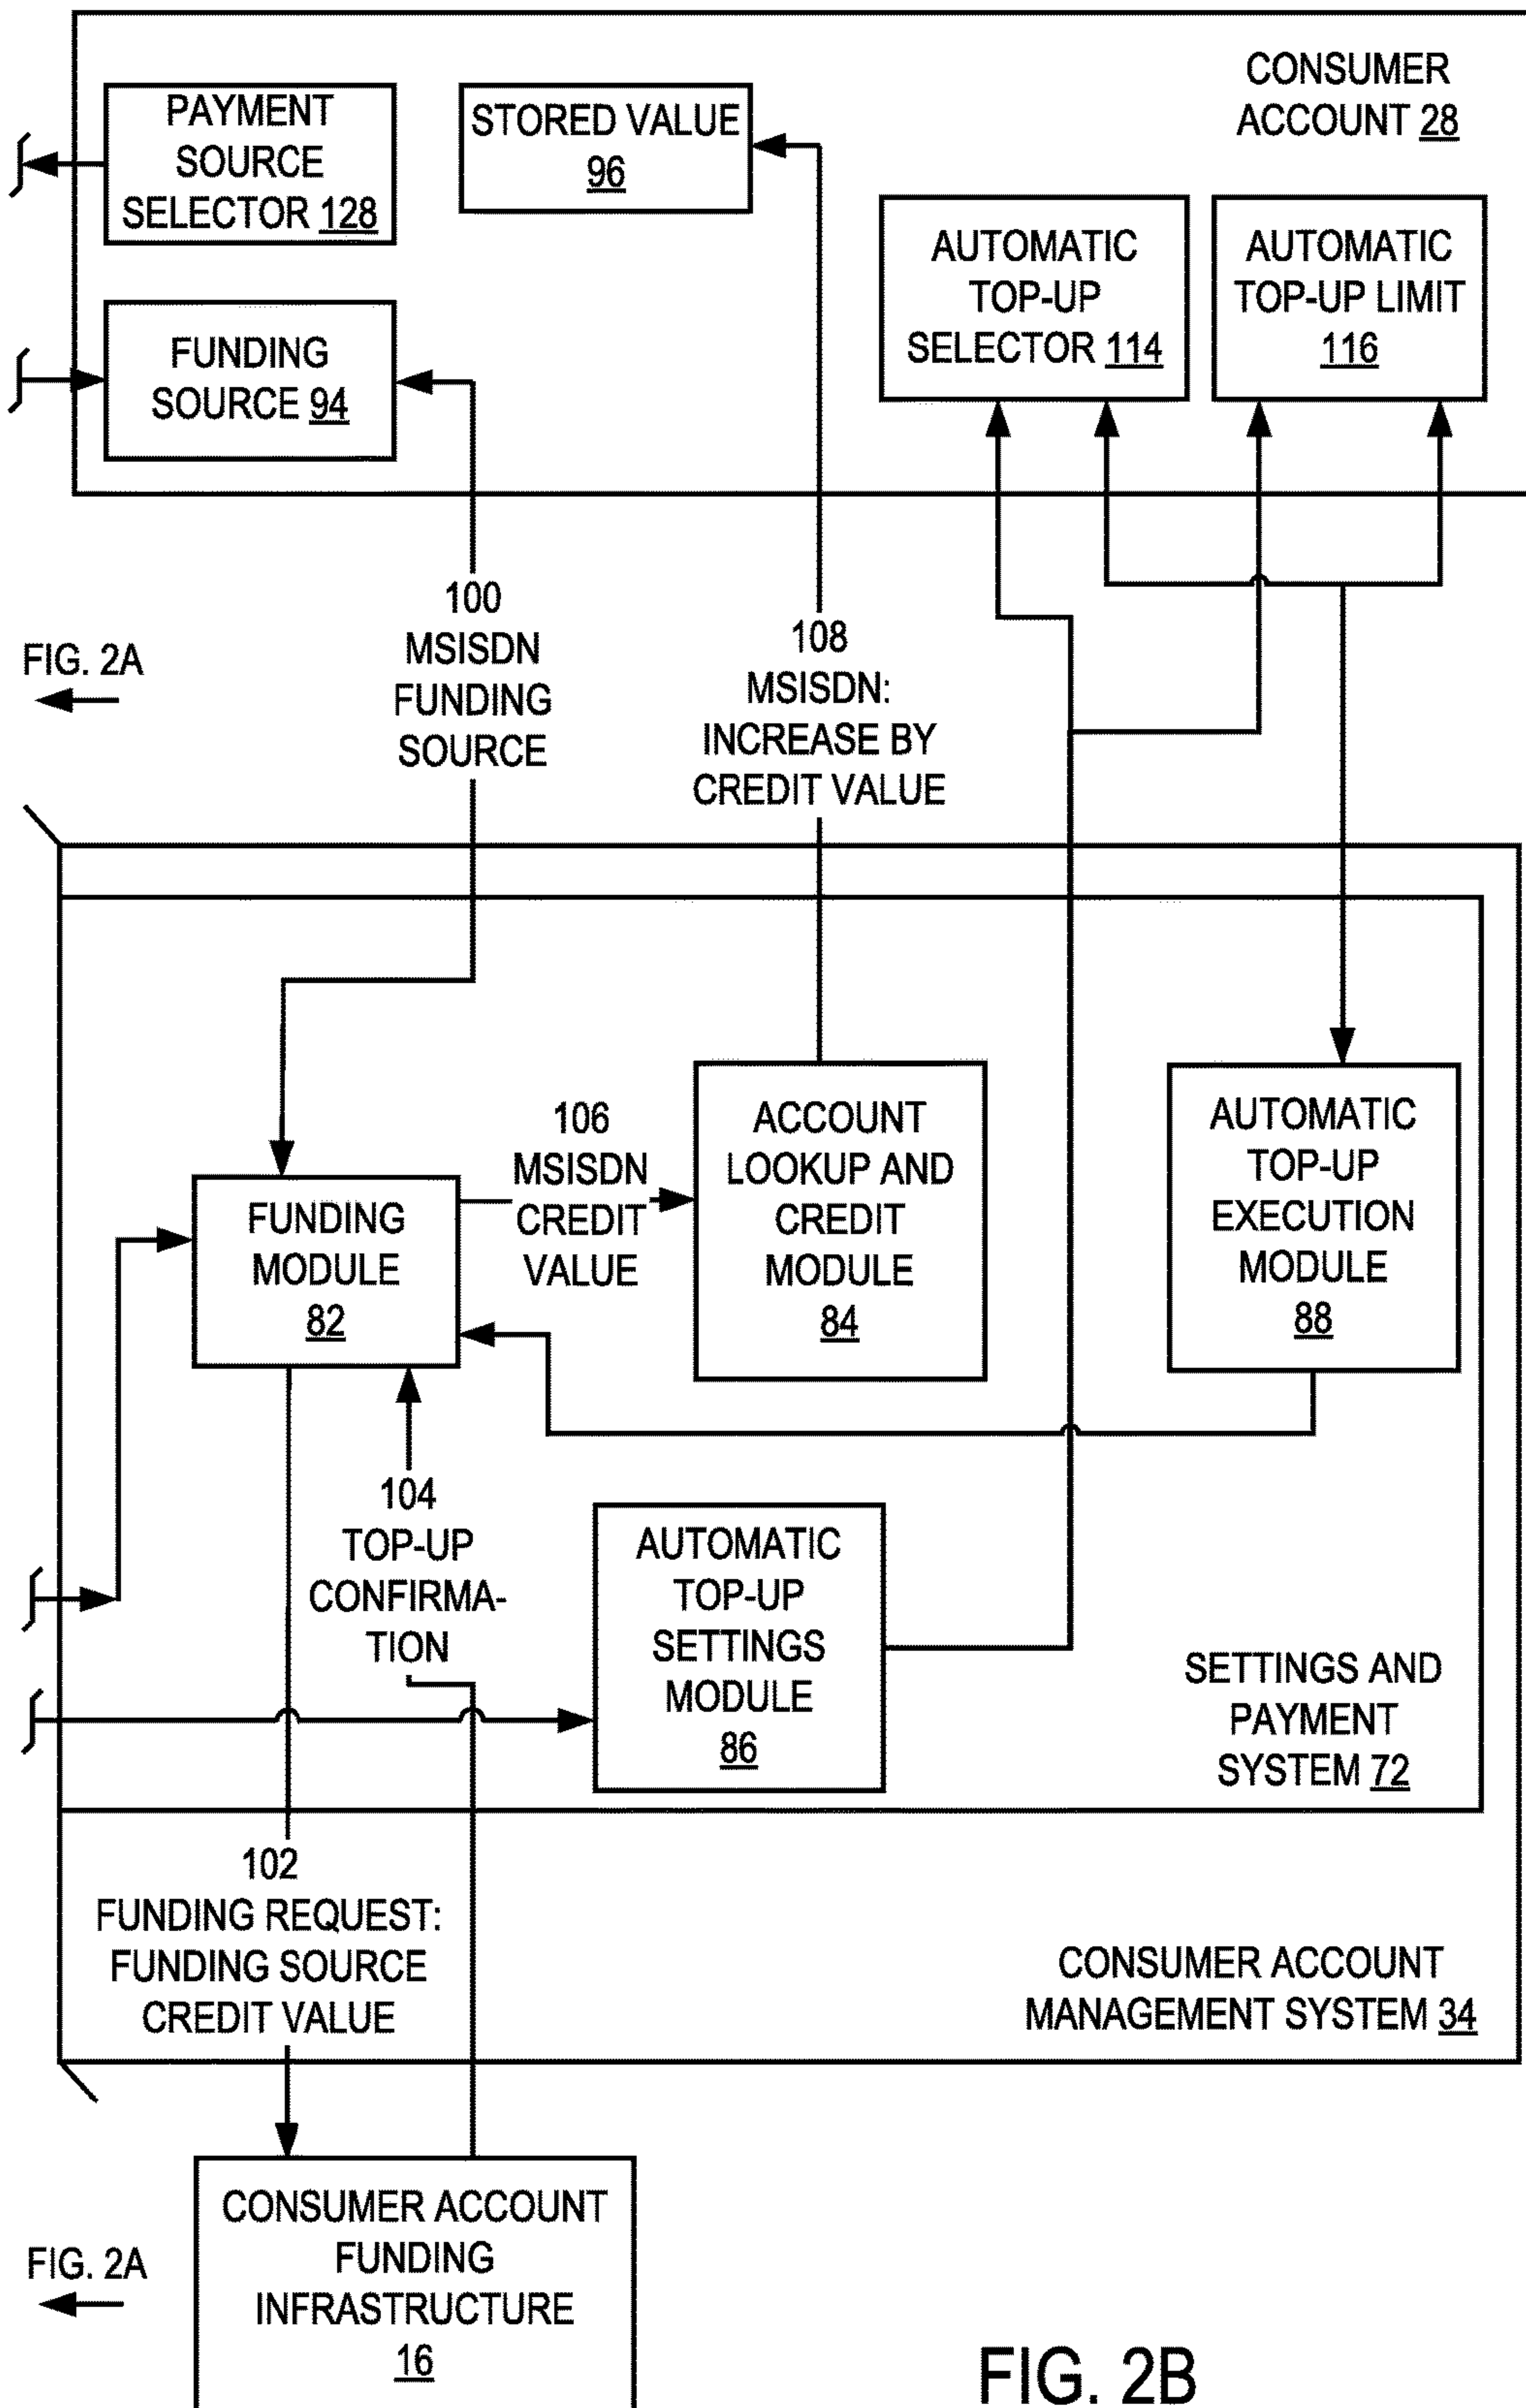 CONSUMER
ACCOUNT 28
PAYMENT
SOURCE
SELECTOR 128
STORED VALUE
96
AUTOMATIC
TOP-UP
SELECTOR 114
AUTOMATIC
TOP-UP LIMIT
116
FUNDING
SOURCE 94
100
MSISDN
FUNDING
SOURCE
108
MSISDN:
INCREASE BY
CREDIT VALUE
FIG. 2A
FUNDING
MODULE
82
106
MSISDN
CREDIT
VALUE
ACCOUNT
LOOKUP AND
CREDIT
MODULE
84
AUTOMATIC
TOP-UP
EXECUTION
MODULE
88
104
TOP-UP
CONFIRMA-
TION
AUTOMATIC
TOP-UP
SETTINGS
MODULE
86
SETTINGS AND
PAYMENT
SYSTEM 72
102
FUNDING REQUEST:
FUNDING SOURCE
CREDIT VALUE
CONSUMER ACCOUNT
MANAGEMENT SYSTEM 34
CONSUMER ACCOUNT
FUNDING
INFRASTRUCTURE
16
FIG. 2A
FIG. 2B